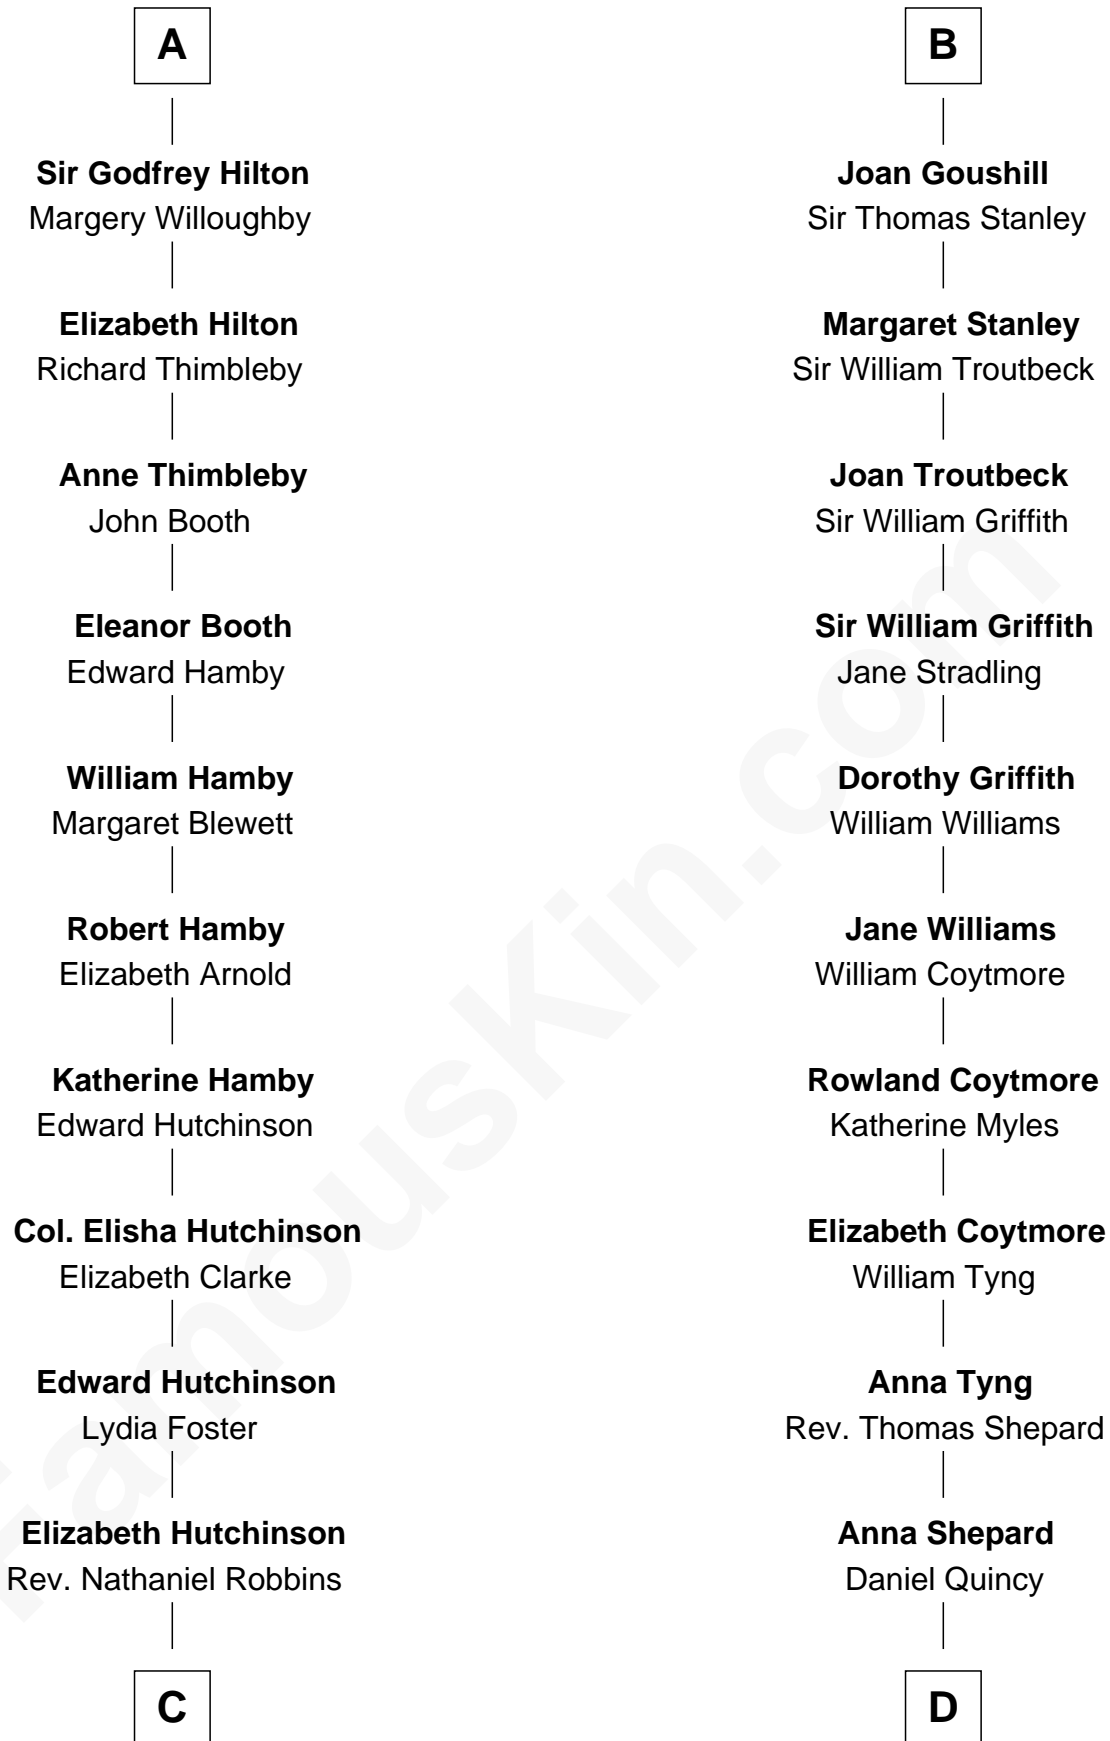 A
Sir Godfrey Hilton
Margery Willoughby
Elizabeth Hilton
Richard Thimbleby
Anne Thimbleby
John Booth
Eleanor Booth
Edward Hamby
William Hamby
Margaret Blewett
Robert Hamby
Elizabeth Arnold
Katherine Hamby
Edward Hutchinson
Col. Elisha Hutchinson
Elizabeth Clarke
Edward Hutchinson
Lydia Foster
Elizabeth Hutchinson
Rev. Nathaniel Robbins
C
B
Joan Goushill
Sir Thomas Stanley
Margaret Stanley
Sir William Troutbeck
Joan Troutbeck
Sir William Griffith
Sir William Griffith
Jane Stradling
Dorothy Griffith
William Williams
Jane Williams
William Coytmore
Rowland Coytmore
Katherine Myles
Elizabeth Coytmore
William Tyng
Anna Tyng
Rev. Thomas Shepard
Anna Shepard
Daniel Quincy
D
FamousKin.com